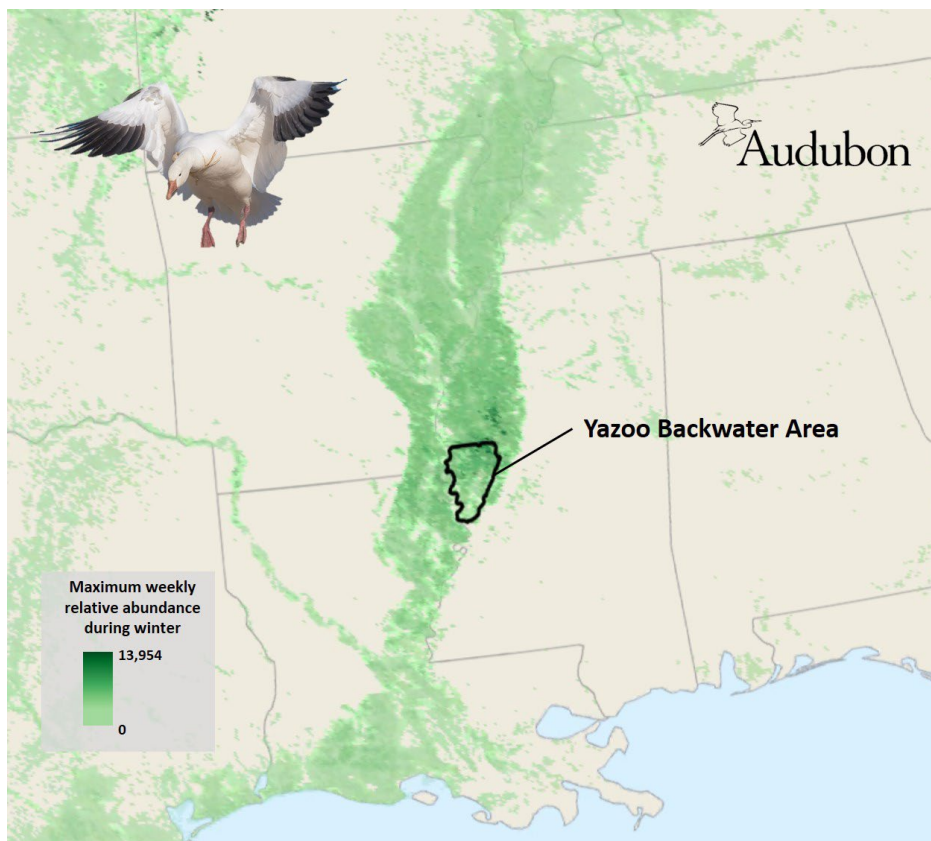 Audubon
Yazoo Backwater Area
Maximum weekly
relative abundance
during winter
13,954
0